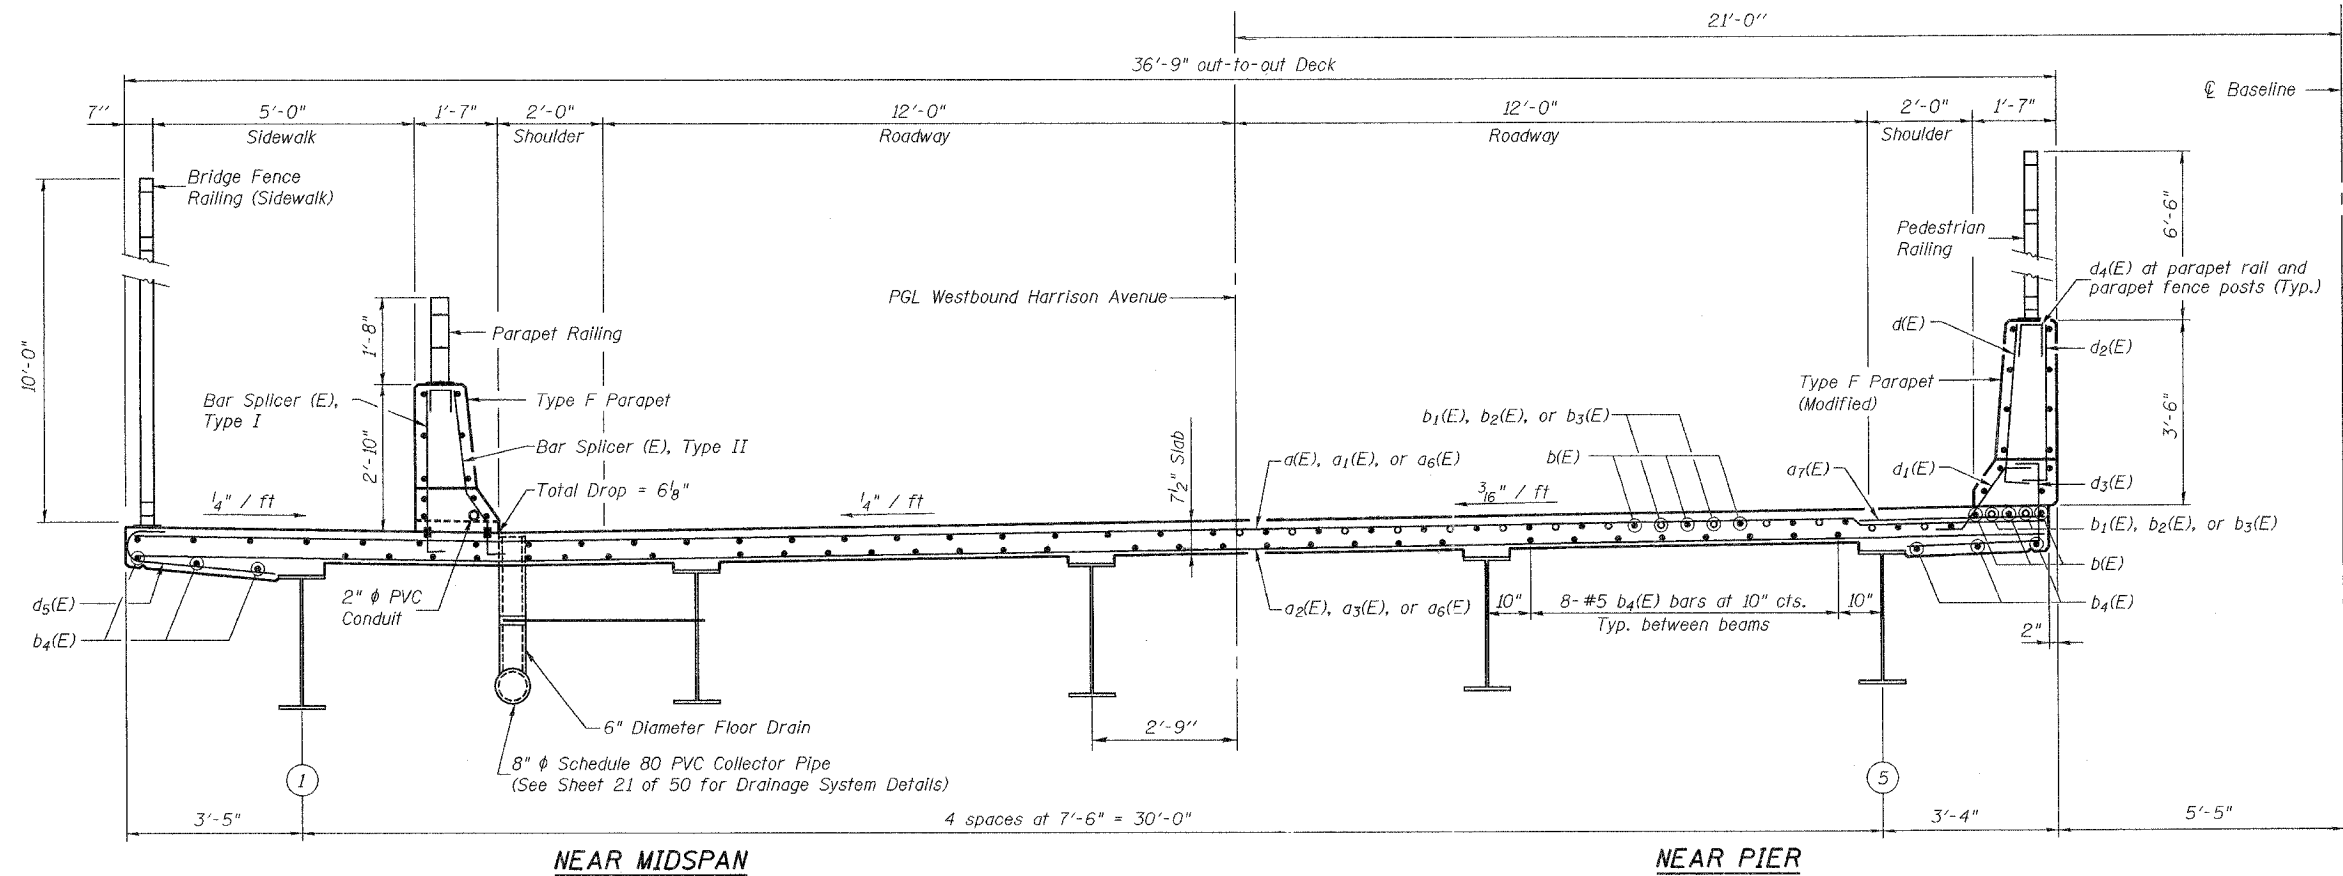 21'-0"
36'-9" out-to-out Deck
℄ Baseline
7"
5'-0"
1'-7"
2'-0"
12'-0"
12'-0"
2'-0"
1'-7"
Sidewalk
Shoulder
Roadway
Roadway
Shoulder
Bridge Fence
Railing (Sidewalk)
10'-0"
1'-8"
Parapet Railing
PGL Westbound Harrison Avenue
Pedestrian
Railing
6'-6"
d4(E) at parapet rail and
parapet fence posts (Typ.)
d(E)
d2(E)
Bar Splicer (E),
Type I
Type F Parapet
2'-10"
Bar Splicer (E), Type II
Type F Parapet
(Modified)
3'-6"
b1(E), b2(E), or b3(E)
7½" Slab
a(E), a1(E), or a6(E)
b(E)
a7(E)
d1(E)
d3(E)
Total Drop = 6⅛"
¼" / ft
¼" / ft
3/16" / ft
b1(E), b2(E), or b3(E)
b(E)
d5(E)
b4(E)
2" φ PVC
Conduit
a2(E), a3(E), or a6(E)
10"
8- #5 b4(E) bars at 10" cts.
Typ. between beams
10"
b4(E)
2"
6" Diameter Floor Drain
2'-9"
8" φ Schedule 80 PVC Collector Pipe
(See Sheet 21 of 50 for Drainage System Details)
1
5
3'-5"
4 spaces at 7'-6" = 30'-0"
3'-4"
5'-5"
NEAR MIDSPAN
NEAR PIER